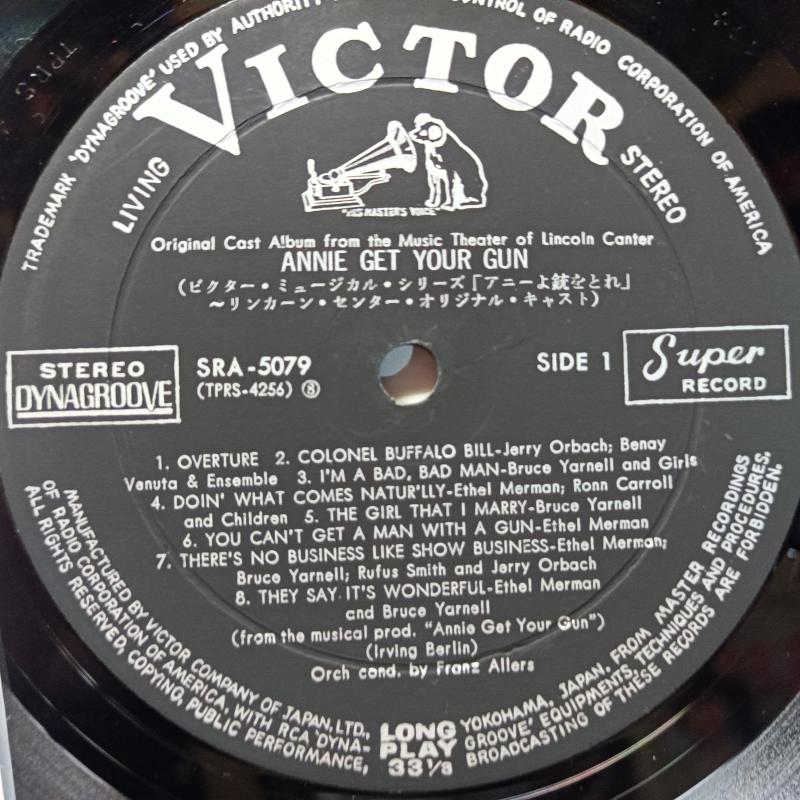 TRADEMARK 'DYNAGROOVE' USED BY AUTHORITY CONTROL OF RADIO CORPORATION OF AMERICA
TPRS
VICTOR
LIVING
STEREO
"HIS MASTER'S VOICE"
Original Cast Album from the Music Theater of Lincoln Canter
ANNIE GET YOUR GUN
(ビクター・ミュージカル・シリーズ「アニーよ銃をとれ」
～リンカーン・センター・オリジナル・キャスト)
STEREO
DYNAGROOVE
SRA-5079
(TPRS-4256) Ⓢ
SIDE 1
Super
RECORD
1. OVERTURE 2. COLONEL BUFFALO BILL-Jerry Orbach; Benay
Venuta & Ensemble 3. I'M A BAD, BAD MAN-Bruce Yarnell and Girls
4. DOIN' WHAT COMES NATUR'LLY-Ethel Merman; Ronn Carroll
and Children 5. THE GIRL THAT I MARRY-Bruce Yarnell
6. YOU CAN'T GET A MAN WITH A GUN-Ethel Merman
7. THERE'S NO BUSINESS LIKE SHOW BUSINESS-Ethel Merman;
Bruce Yarnell; Rufus Smith and Jerry Orbach
8. THEY SAY IT'S WONDERFUL-Ethel Merman
and Bruce Yarnell
(from the musical prod. "Annie Get Your Gun")
(Irving Berlin)
Orch cond. by Franz Allers
MANUFACTURED BY VICTOR COMPANY OF JAPAN, LTD., YOKOHAMA, JAPAN, FROM MASTER RECORDINGS
OF RADIO CORPORATION OF AMERICA, WITH RCA 'DYNA-GROOVE' EQUIPMENTS, TECHNIQUES AND PROCEDURES,
ALL RIGHTS RESERVED, COPYING, PUBLIC PERFORMANCE, BROADCASTING OF THESE RECORDS ARE FORBIDDEN.
LONG
PLAY
33⅓